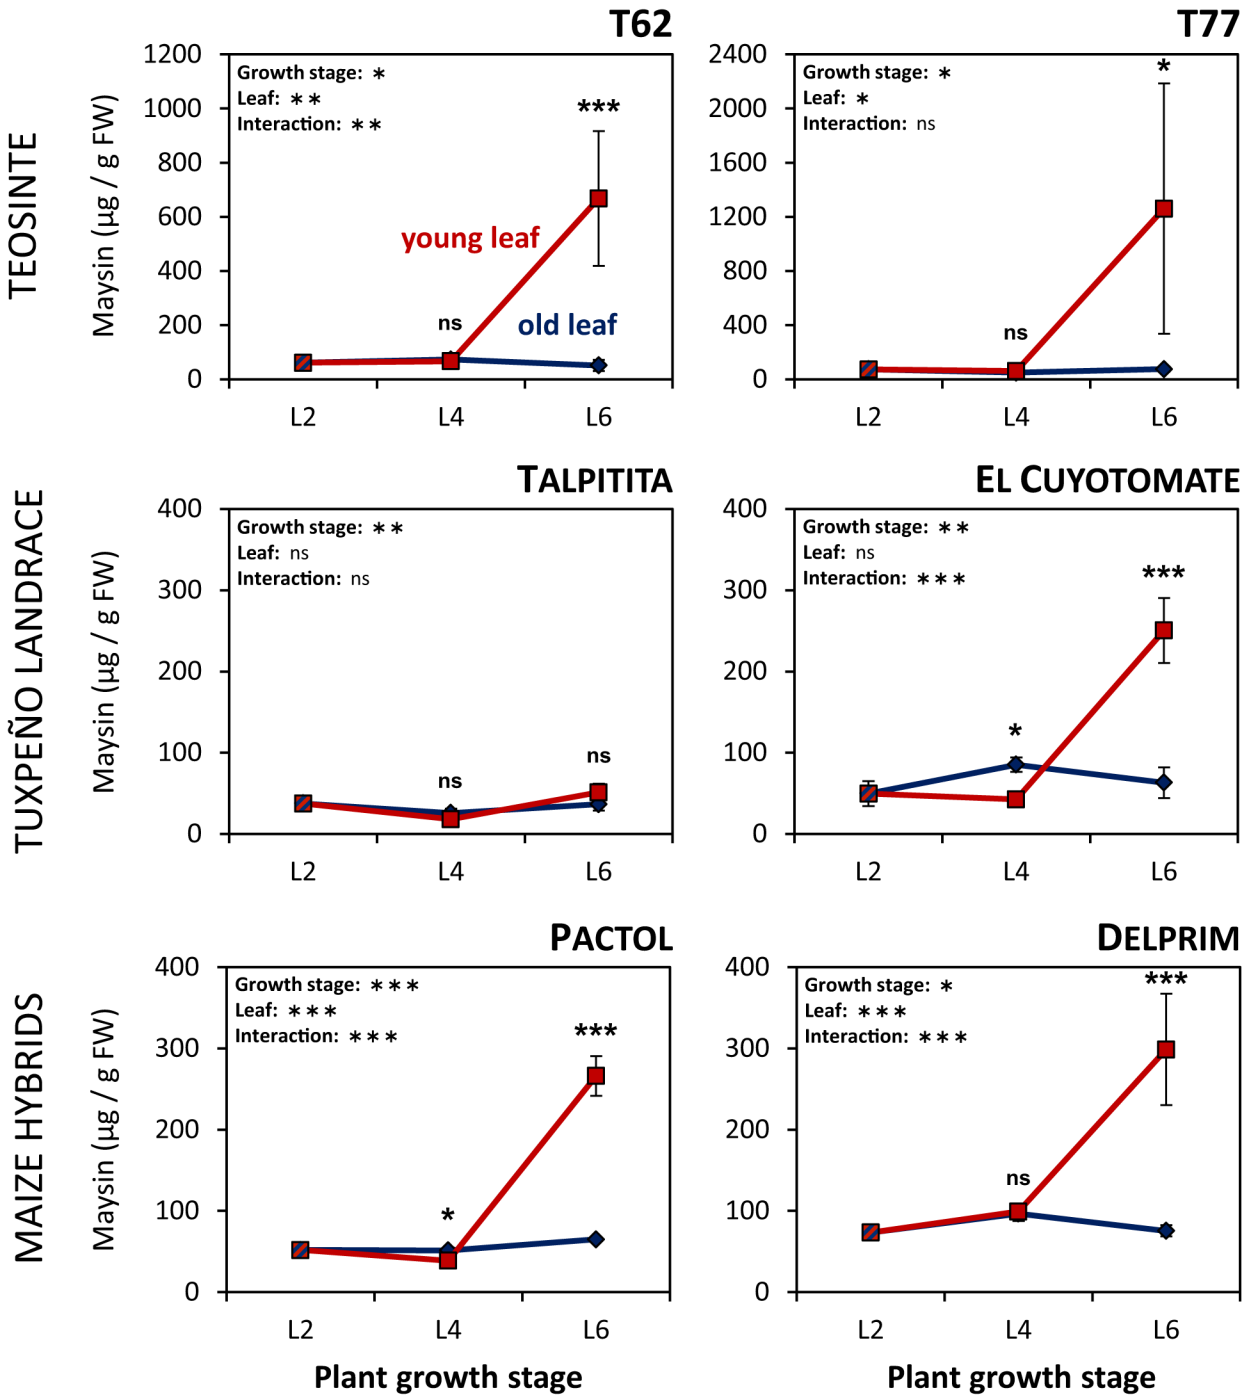 T62
T77
TEOSINTE
Maysin (µg / g FW)
1200
1000
800
600
400
200
0
Growth stage: *
Leaf: **
Interaction: **
***
young leaf
old leaf
ns
L2 L4 L6
2400
2000
1600
1200
800
400
0
Growth stage: *
Leaf: *
Interaction: ns
*
ns
L2 L4 L6
TALPITITA
EL CUYOTOMATE
TUXPEÑO LANDRACE
Maysin (µg / g FW)
400
300
200
100
0
Growth stage: **
Leaf: ns
Interaction: ns
ns
ns
L2 L4 L6
400
300
200
100
0
Growth stage: **
Leaf: ns
Interaction: ***
***
*
L2 L4 L6
PACTOL
DELPRIM
MAIZE HYBRIDS
Maysin (µg / g FW)
400
300
200
100
0
Growth stage: ***
Leaf: ***
Interaction: ***
***
*
L2 L4 L6
Plant growth stage
400
300
200
100
0
Growth stage: *
Leaf: ***
Interaction: ***
***
ns
L2 L4 L6
Plant growth stage